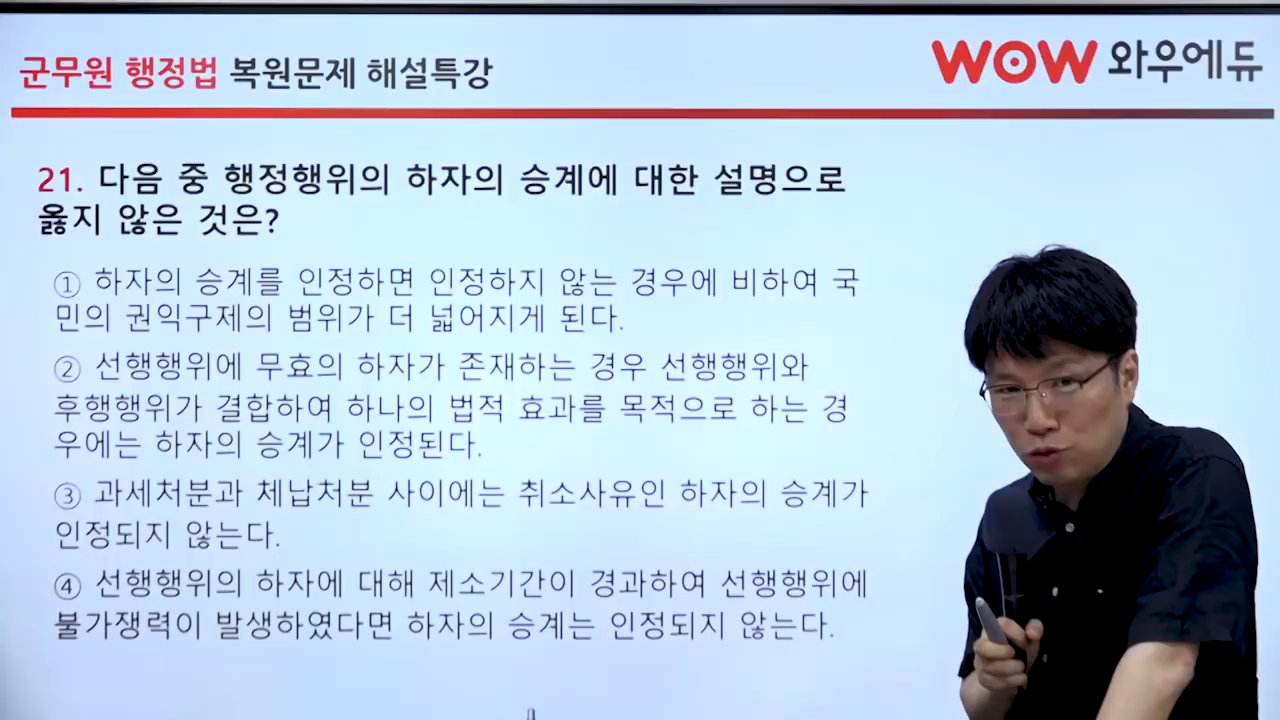 군무원 행정법 복원문제 해설특강
WOW 와우에듀
21. 다음 중 행정행위의 하자의 승계에 대한 설명으로
옳지 않은 것은?
① 하자의 승계를 인정하면 인정하지 않는 경우에 비하여 국
민의 권익구제의 범위가 더 넓어지게 된다.
② 선행행위에 무효의 하자가 존재하는 경우 선행행위와
후행행위가 결합하여 하나의 법적 효과를 목적으로 하는 경
우에는 하자의 승계가 인정된다.
③ 과세처분과 체납처분 사이에는 취소사유인 하자의 승계가
인정되지 않는다.
④ 선행행위의 하자에 대해 제소기간이 경과하여 선행행위에
불가쟁력이 발생하였다면 하자의 승계는 인정되지 않는다.